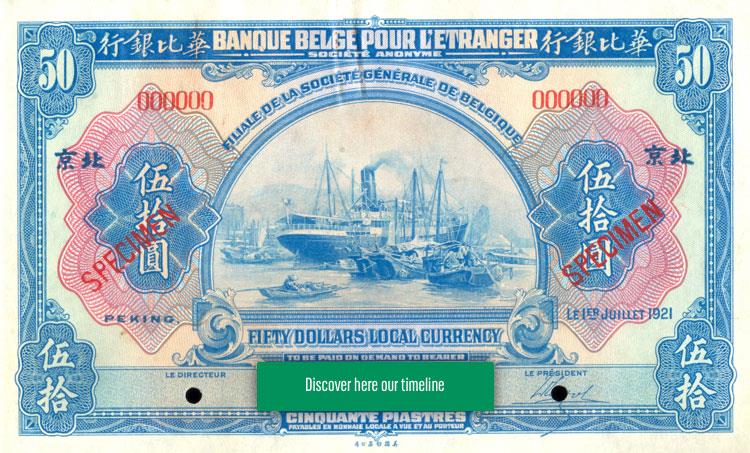 行銀比華 BANQUE BELGE POUR L'ETRANGER 行銀比華
SOCIÉTÉ ANONYME
50 50
FILIALE DE LA SOCIÉTÉ GÉNÉRALE DE BELGIQUE
000000 000000
京北 京北
伍拾圓 伍拾圓
SPECIMEN SPECIMEN
PEKING. LE 1ER JUILLET 1921
FIFTY DOLLARS LOCAL CURRENCY
TO BE PAID ON DEMAND TO BEARER
伍拾 伍拾
LE DIRECTEUR LE PRÉSIDENT
Discover here our timeline
CINQUANTE PIASTRES
PAYABLES EN MONNAIE LOCALE A VUE ET AU PORTEUR